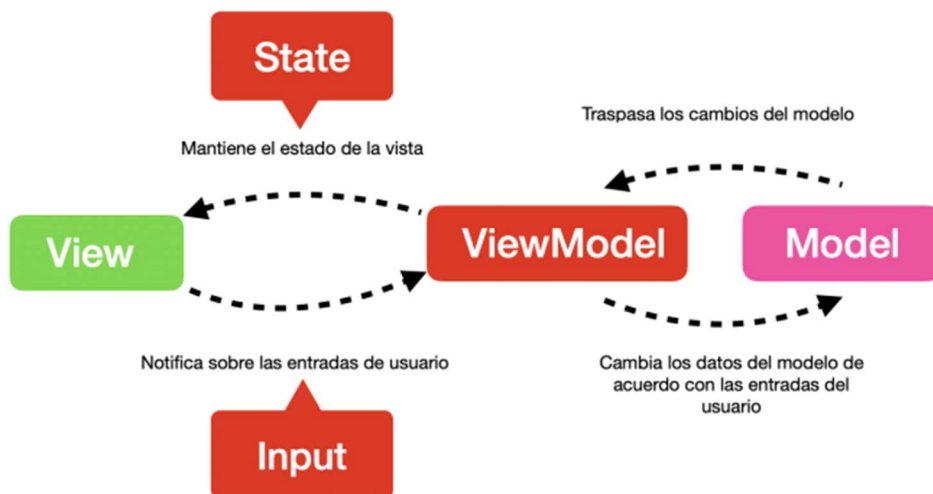 State
Mantiene el estado de la vista
Traspasa los cambios del modelo
View
ViewModel
Model
Notifica sobre las entradas de usuario
Cambia los datos del modelo de
acuerdo con las entradas del
usuario
Input